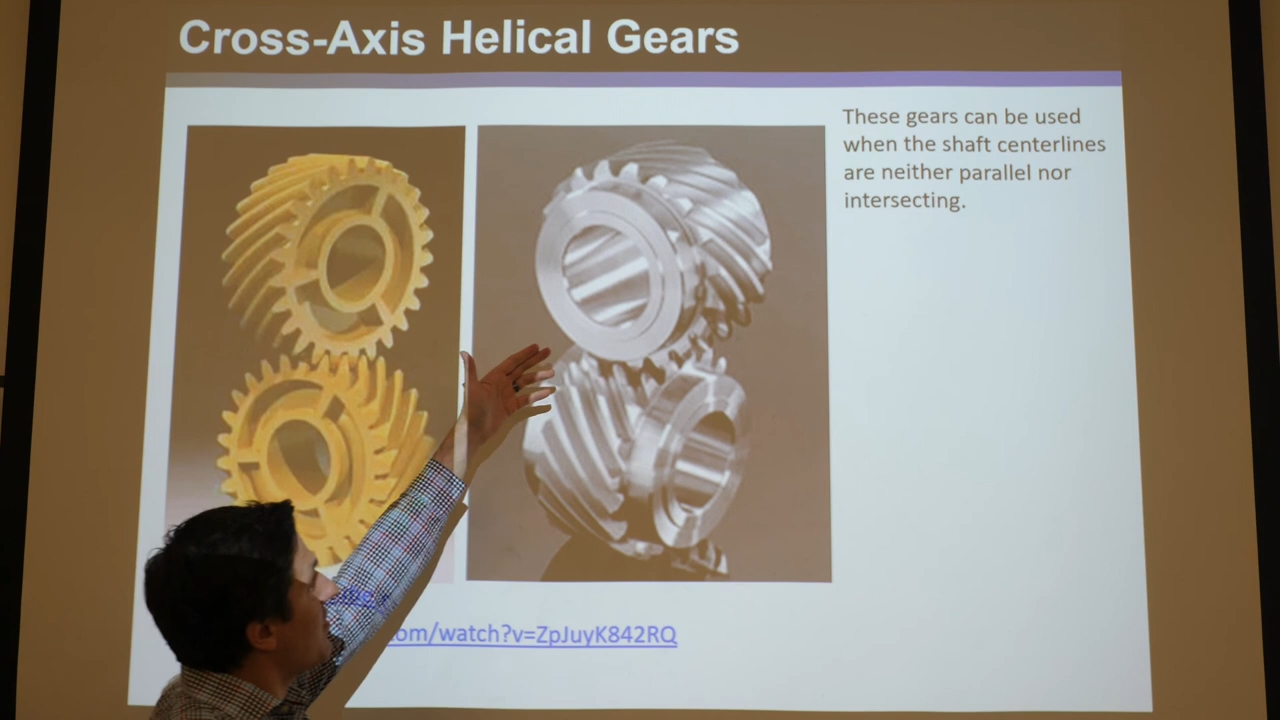 Cross-Axis Helical Gears
These gears can be used
when the shaft centerlines
are neither parallel nor
intersecting.
com/watch?v=ZpJuyK842RQ